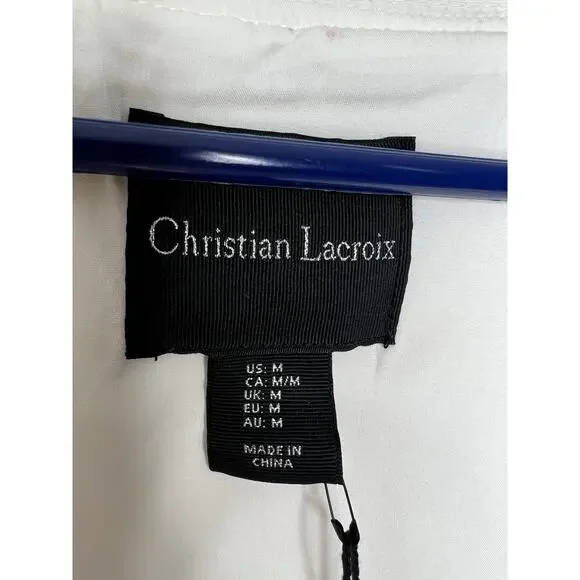 Christian Lacroix
US: M
CA: M/M
UK: M
EU: M
AU: M
MADE IN
CHINA